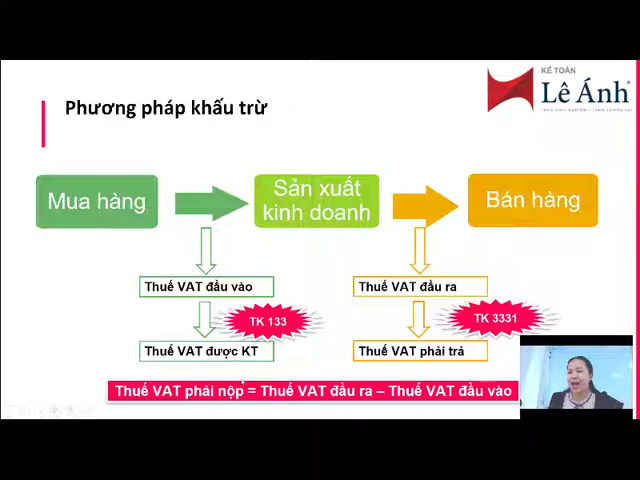 KẾ TOÁN
Lê Ánh
Phương pháp khấu trừ
Mua hàng
Sản xuất
kinh doanh
Bán hàng
Thuế VAT đầu vào
Thuế VAT đầu ra
TK 133
TK 3331
Thuế VAT được KT
Thuế VAT phải trả
Thuế VAT phải nộp = Thuế VAT đầu ra – Thuế VAT đầu vào